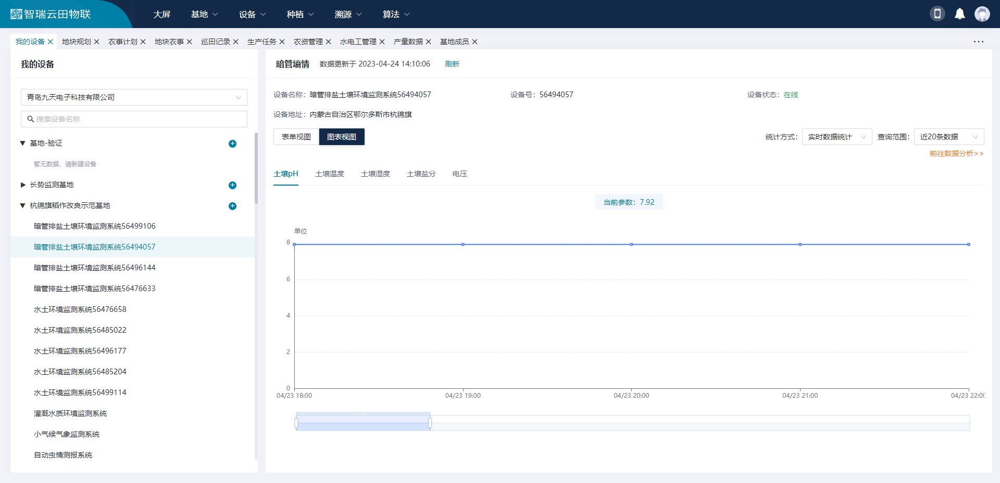 智瑞云田物联
大屏 基地 设备 种植 溯源 算法
我的设备 地块规划 农事计划 地块农事 巡田记录 生产任务 农资管理 水电工管理 产量数据 基地成员
我的设备
青岛九天电子科技有限公司
搜索设备名称
基地-验证
暂无数据，请新建设备
长势监测基地
杭锦旗稻作改良示范基地
暗管排盐土壤环境监测系统56499106
暗管排盐土壤环境监测系统56494057
暗管排盐土壤环境监测系统56496144
暗管排盐土壤环境监测系统56476633
水土环境监测系统56476658
水土环境监测系统56485022
水土环境监测系统56496177
水土环境监测系统56485204
水土环境监测系统56499114
灌溉水质环境监测系统
小气候气象监测系统
自动虫情测报系统
暗管墒情 数据更新于 2023-04-24 14:10:06 刷新
设备名称：暗管排盐土壤环境监测系统56494057 设备号：56494057 设备状态：在线
设备地址：内蒙古自治区鄂尔多斯市杭锦旗
表单视图 图表视图 统计方式： 实时数据统计 查询范围： 近20条数据
前往数据分析>>
土壤pH 土壤温度 土壤湿度 土壤盐分 电压
当前参数：7.92
单位
8
6
4
2
0
04/23 18:00 04/23 19:00 04/23 20:00 04/23 21:00 04/23 22:00